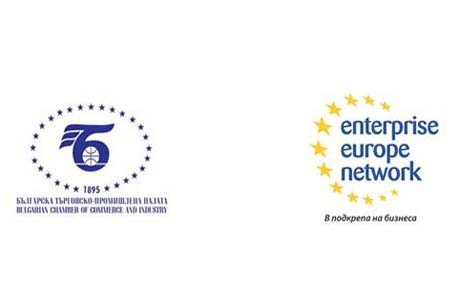 1895
БЪЛГАРСКА ТЪРГОВСКО-ПРОМИШЛЕНА ПАЛАТА
BULGARIAN CHAMBER OF COMMERCE AND INDUSTRY
enterprise
europe
network
В подкрепа на бизнеса